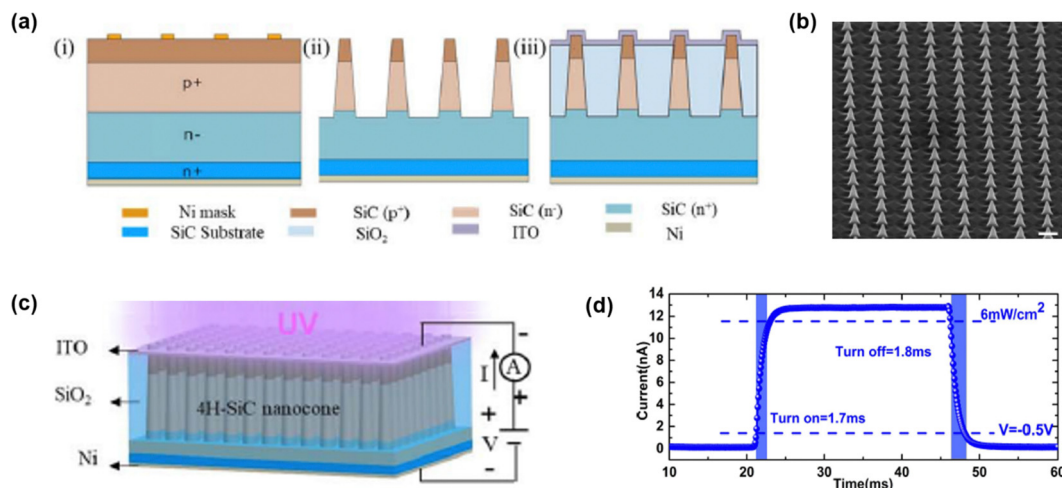 (a)
(i)
(ii)
(iii)
p+
n-
n+
Ni mask
SiC (p+)
SiC (n-)
SiC (n+)
SiC Substrate
SiO2
ITO
Ni
(b)
(c)
UV
ITO
SiO2
4H-SiC nanocone
Ni
I
A
V
-
+
+
-
(d)
Current(nA)
14
12
10
8
6
4
2
0
6mW/cm2
Turn off=1.8ms
Turn on=1.7ms
V=-0.5V
10 20 30 40 50 60
Time(ms)